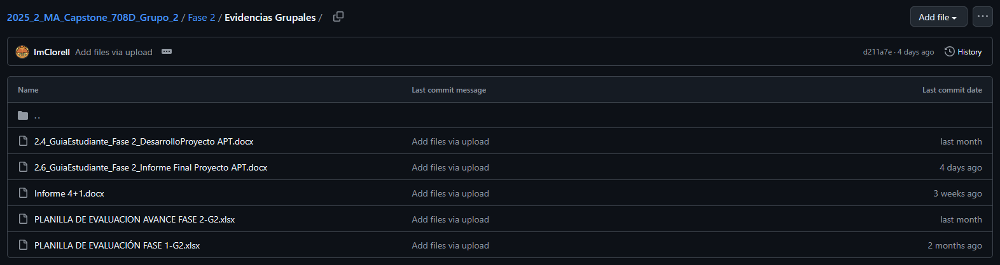 2025_2_MA_Capstone_708D_Grupo_2 / Fase 2 / Evidencias Grupales /
Add file
ImClorell Add files via upload
d211a7e · 4 days ago History
Name Last commit message Last commit date
..
2.4_GuiaEstudiante_Fase 2_DesarrolloProyecto APT.docx Add files via upload last month
2.6_GuiaEstudiante_Fase 2_Informe Final Proyecto APT.docx Add files via upload 4 days ago
Informe 4+1.docx Add files via upload 3 weeks ago
PLANILLA DE EVALUACION AVANCE FASE 2-G2.xlsx Add files via upload last month
PLANILLA DE EVALUACIÓN FASE 1-G2.xlsx Add files via upload 2 months ago